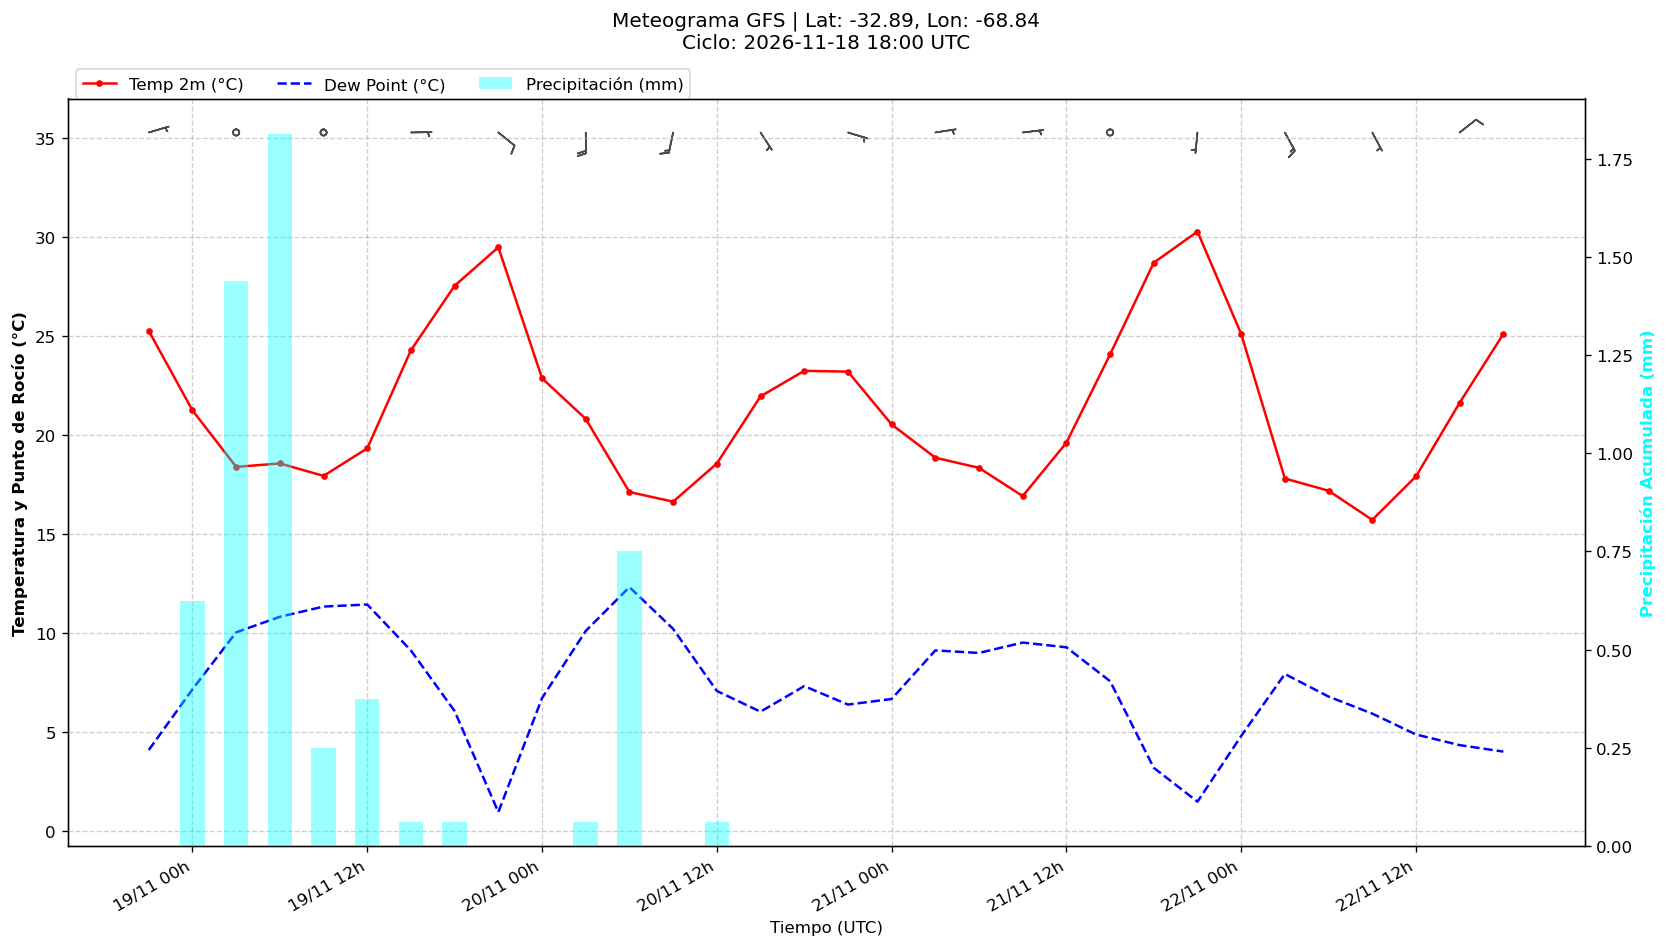 Meteograma GFS | Lat: -32.89, Lon: -68.84
Ciclo: 2026-11-18 18:00 UTC
Temp 2m (°C)
Dew Point (°C)
Precipitación (mm)
Temperatura y Punto de Rocío (°C)
35
30
25
20
15
10
5
0
1.75
1.50
1.25
1.00
0.75
0.50
0.25
0.00
Precipitación Acumulada (mm)
19/11 00h
19/11 12h
20/11 00h
20/11 12h
21/11 00h
21/11 12h
22/11 00h
22/11 12h
Tiempo (UTC)